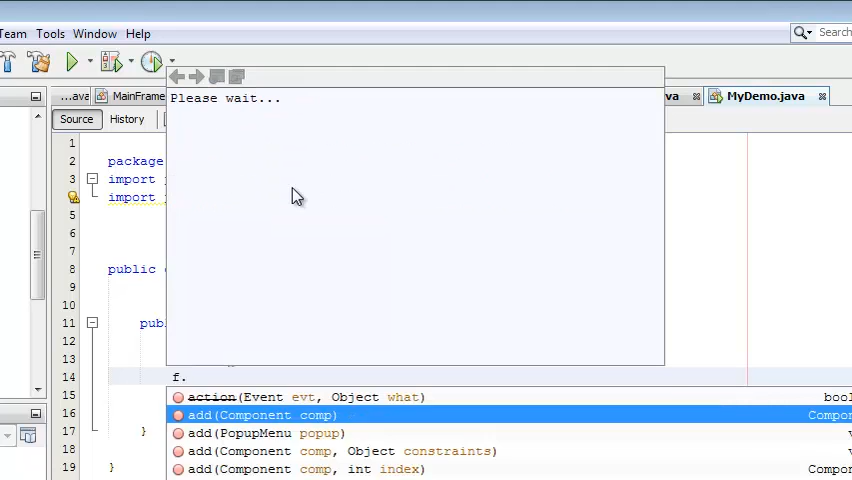 Team Tools Window Help
Search
...ava MainFrame va MyDemo.java
Please wait...
Source History
1
2 package
3 import
4 import
5
6
7
8 public
9
10
11 pub
12
13
14 f.
15 action(Event evt, Object what) bool
16 add(Component comp) Compon
17 } add(PopupMenu popup) v
18 add(Component comp, Object constraints) v
19 } add(Component comp, int index) Compo